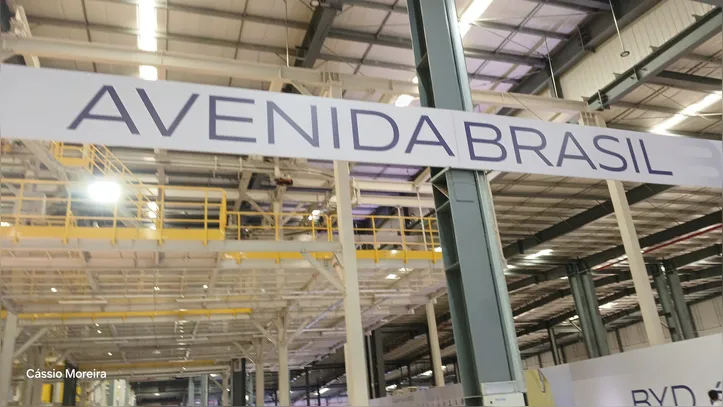 AVENIDA BRASIL
BYD
Cássio Moreira